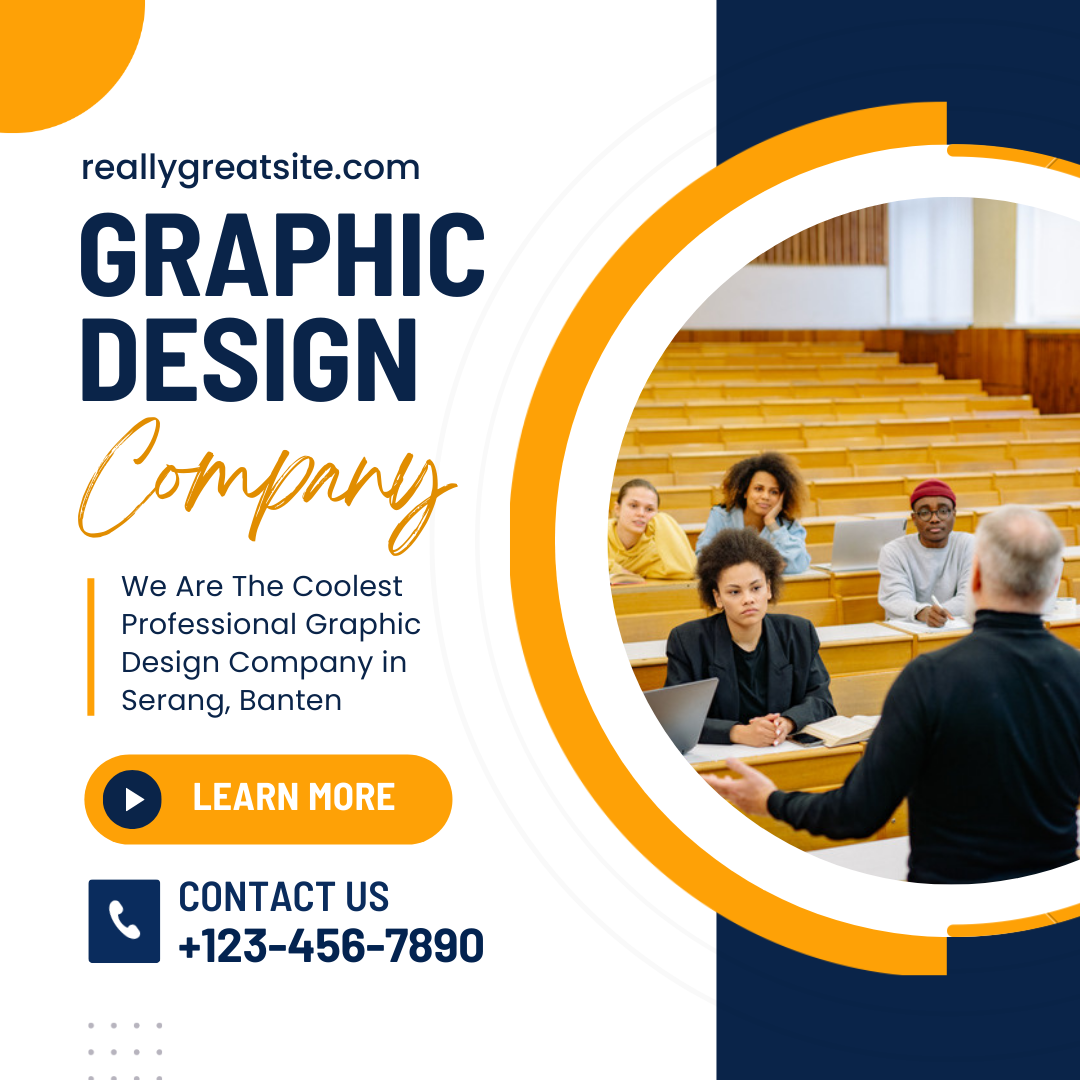 reallygreatsite.com
GRAPHIC
DESIGN
Company
We Are The Coolest
Professional Graphic
Design Company in
Serang, Banten
LEARN MORE
CONTACT US
+123-456-7890